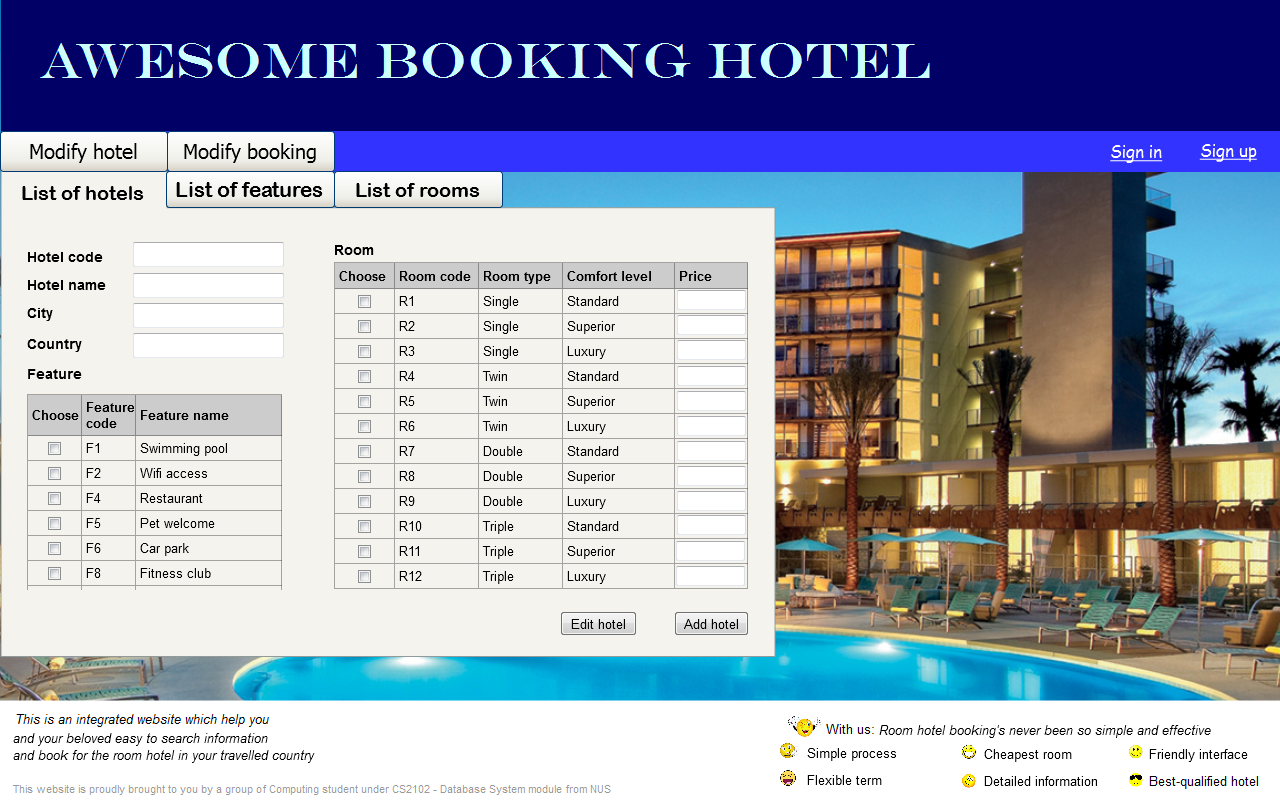 AWESOME BOOKING HOTEL
Modify hotel
Modify booking
Sign in
Sign up
List of hotels
List of features
List of rooms
Hotel code
Hotel name
City
Country
Feature
Choose Feature code Feature name
F1 Swimming pool
F2 Wifi access
F4 Restaurant
F5 Pet welcome
F6 Car park
F8 Fitness club
Room
Choose Room code Room type Comfort level Price
R1 Single Standard
R2 Single Superior
R3 Single Luxury
R4 Twin Standard
R5 Twin Superior
R6 Twin Luxury
R7 Double Standard
R8 Double Superior
R9 Double Luxury
R10 Triple Standard
R11 Triple Superior
R12 Triple Luxury
Edit hotel
Add hotel
This is an integrated website which help you
and your beloved easy to search information
and book for the room hotel in your travelled country
This website is proudly brought to you by a group of Computing student under CS2102 - Database System module from NUS
With us: Room hotel booking's never been so simple and effective
Simple process
Cheapest room
Friendly interface
Flexible term
Detailed information
Best-qualified hotel